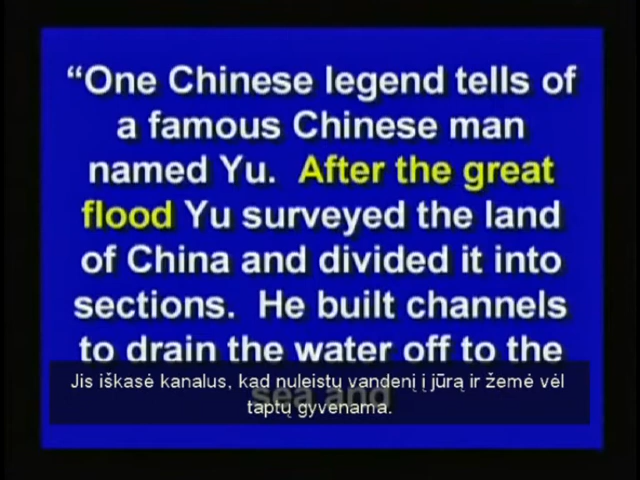 “One Chinese legend tells of
a famous Chinese man
named Yu. After the great
flood Yu surveyed the land
of China and divided it into
sections. He built channels
to drain the water off to the
sea and
Jis iškasė kanalus, kad nuleistų vandenį į jūrą ir žemė vėl
taptų gyvenama.